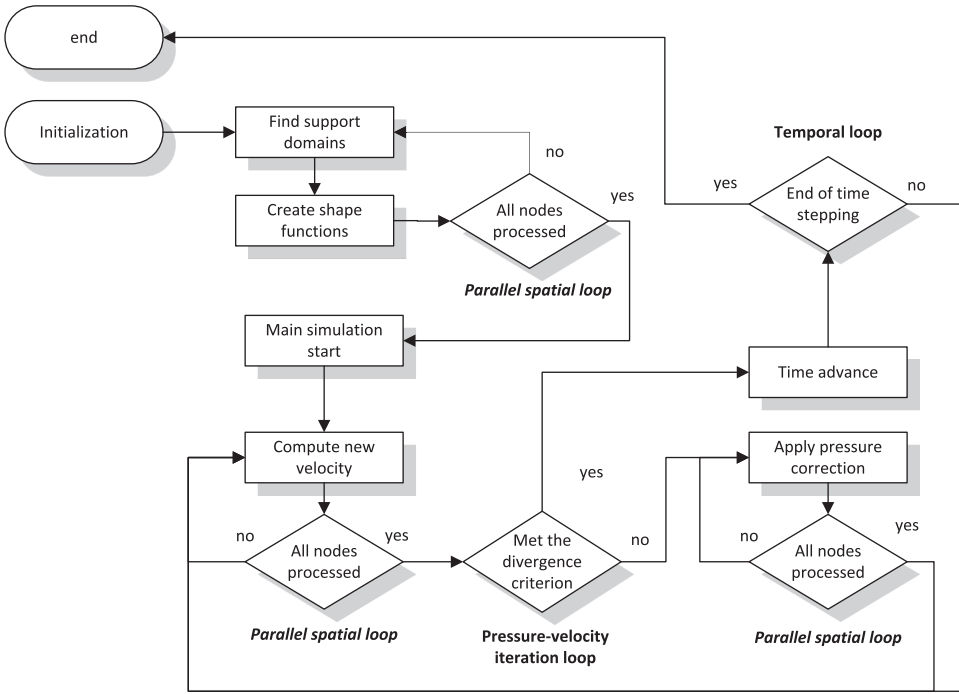 end
Initialization
Find support
domains
Create shape
functions
no
yes
All nodes
processed
Parallel spatial loop
Temporal loop
yes
End of time
stepping
no
Main simulation
start
Time advance
Compute new
velocity
yes
Apply pressure
correction
no
All nodes
processed
yes
Parallel spatial loop
Met the
divergence
criterion
no
Pressure-velocity
iteration loop
no
All nodes
processed
yes
Parallel spatial loop